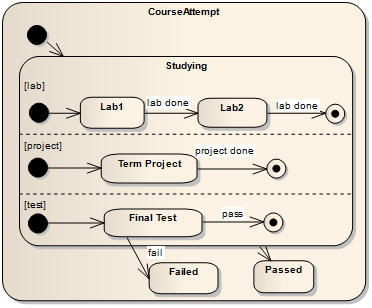 CourseAttempt
Studying
[lab]
Lab1
lab done
Lab2
lab done
[project]
Term Project
project done
[test]
Final Test
pass
fail
Failed
Passed